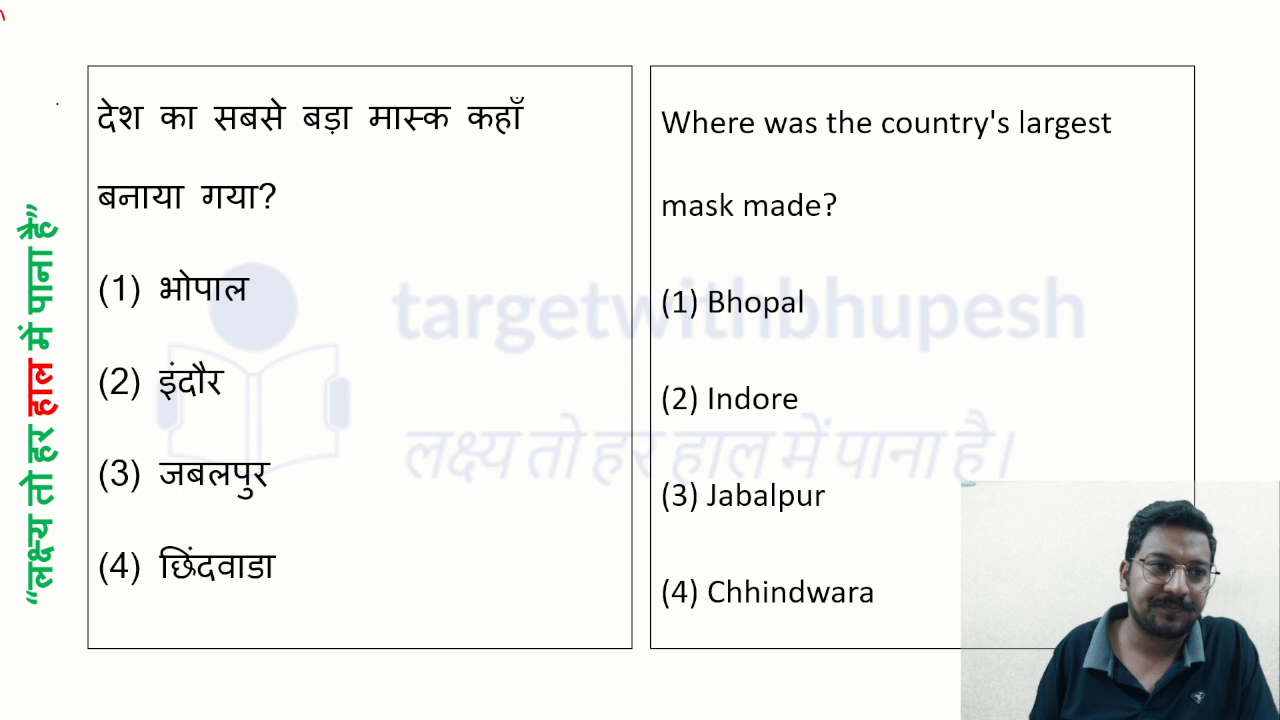 “लक्ष्य तो हर हाल में पाना है”
देश का सबसे बड़ा मास्क कहाँ
बनाया गया?
(1) भोपाल
(2) इंदौर
(3) जबलपुर
(4) छिंदवाडा
Where was the country's largest
mask made?
(1) Bhopal
(2) Indore
(3) Jabalpur
(4) Chhindwara
targetwithbhupesh
लक्ष्य तो हर हाल में पाना है।